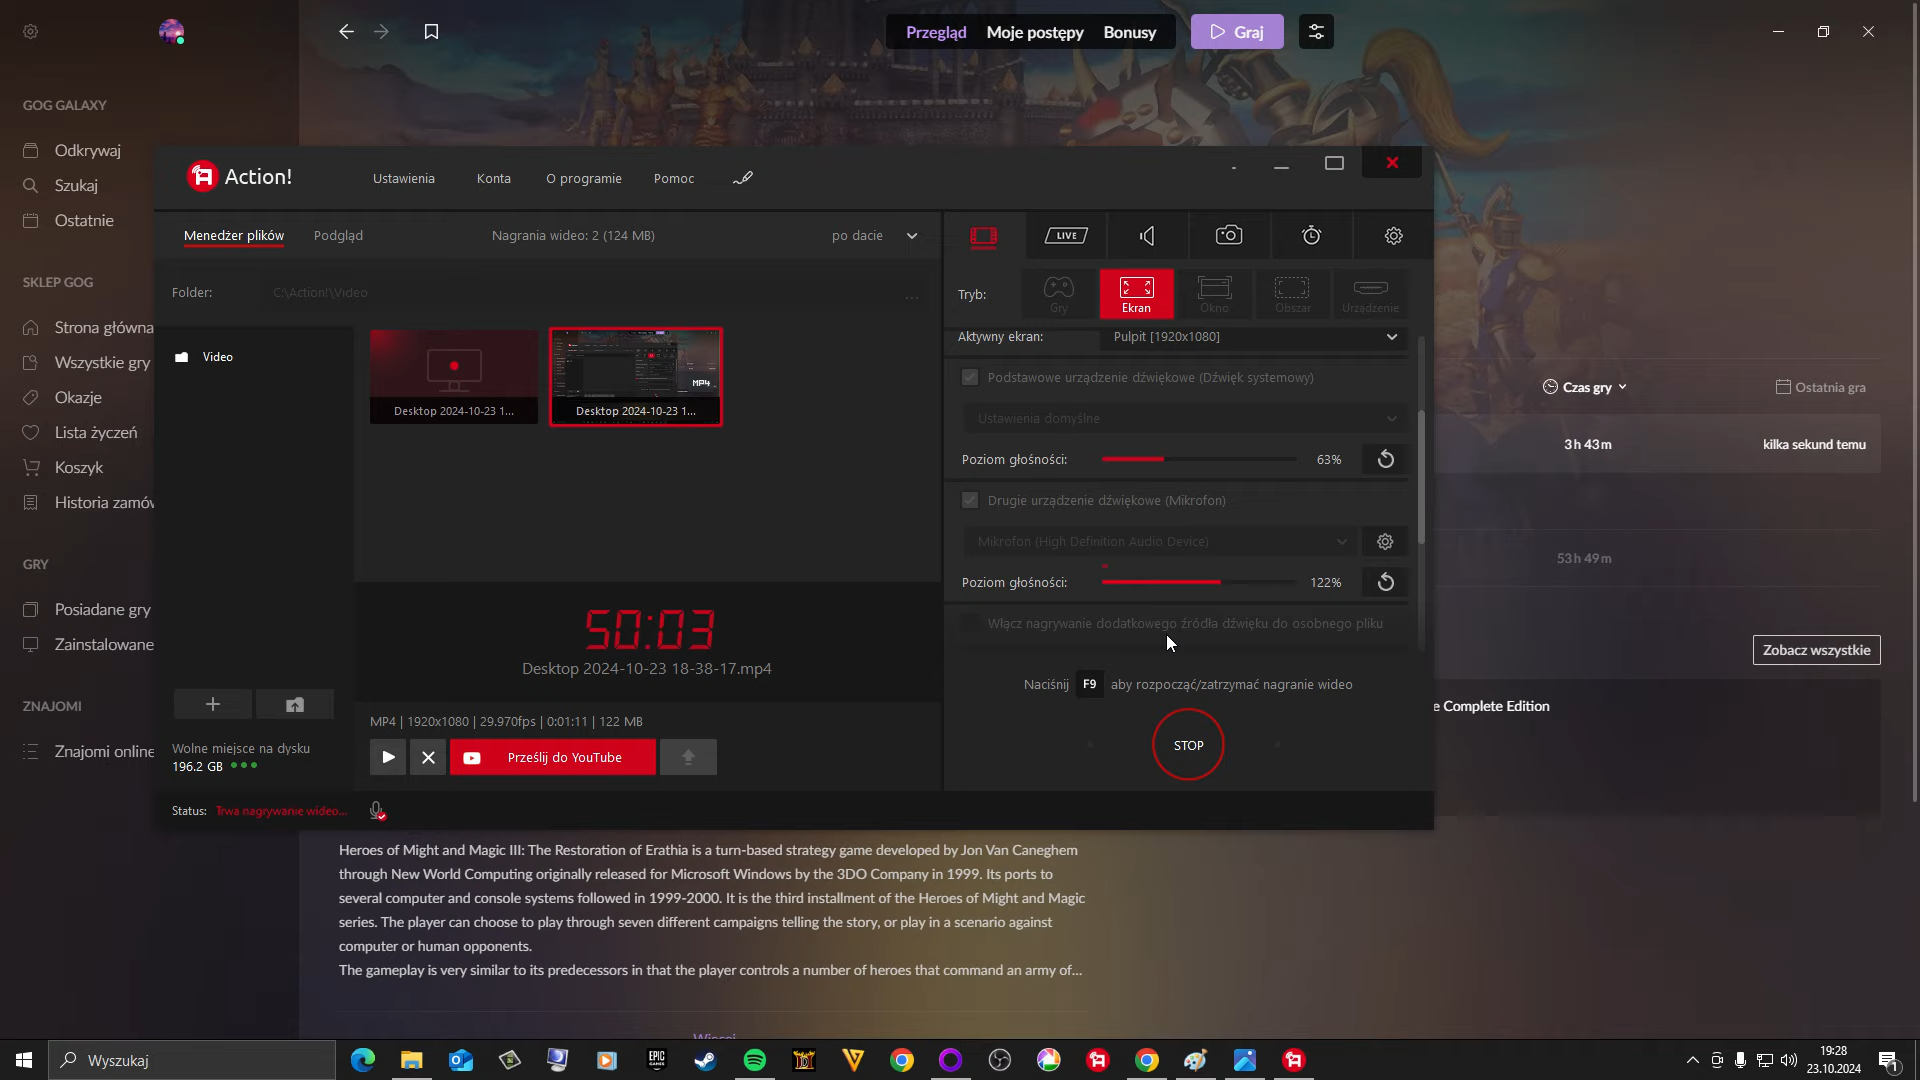 Przegląd Moje postępy Bonusy Graj
GOG GALAXY
Odkrywaj
Szukaj
Ostatnie
SKLEP GOG
Strona główna
Wszystkie gry
Okazje
Lista życzeń
Koszyk
Historia zamów
GRY
Posiadane gry
Zainstalowane
ZNAJOMI
Znajomi online
Action!
Ustawienia Konta O programie Pomoc
Menedżer plików Podgląd Nagrania wideo: 2 (124 MB) po dacie
Folder: C:\Action!\Video ...
Video
Desktop 2024-10-23 1...
MP4
Desktop 2024-10-23 1...
50:03
Desktop 2024-10-23 18-38-17.mp4
MP4 | 1920x1080 | 29.970fps | 0:01:11 | 122 MB
Prześlij do YouTube
Wolne miejsce na dysku
196.2 GB
Status: Trwa nagrywanie wideo...
LIVE
Tryb: Gry Ekran Okno Obszar Urządzenie
Aktywny ekran: Pulpit [1920x1080]
Podstawowe urządzenie dźwiękowe (Dźwięk systemowy)
Ustawienia domyślne
Poziom głośności: 63%
Drugie urządzenie dźwiękowe (Mikrofon)
Mikrofon (High Definition Audio Device)
Poziom głośności: 122%
Włącz nagrywanie dodatkowego źródła dźwięku do osobnego pliku
Naciśnij F9 aby rozpocząć/zatrzymać nagranie wideo
STOP
Czas gry Ostatnia gra
3 h 43 m kilka sekund temu
53 h 49 m
Zobacz wszystkie
e Complete Edition
Heroes of Might and Magic III: The Restoration of Erathia is a turn-based strategy game developed by Jon Van Caneghem
through New World Computing originally released for Microsoft Windows by the 3DO Company in 1999. Its ports to
several computer and console systems followed in 1999-2000. It is the third installment of the Heroes of Might and Magic
series. The player can choose to play through seven different campaigns telling the story, or play in a scenario against
computer or human opponents.
The gameplay is very similar to its predecessors in that the player controls a number of heroes that command an army of...
Więcej
Wyszukaj
EPIC
GAMES
19:28
23.10.2024
1